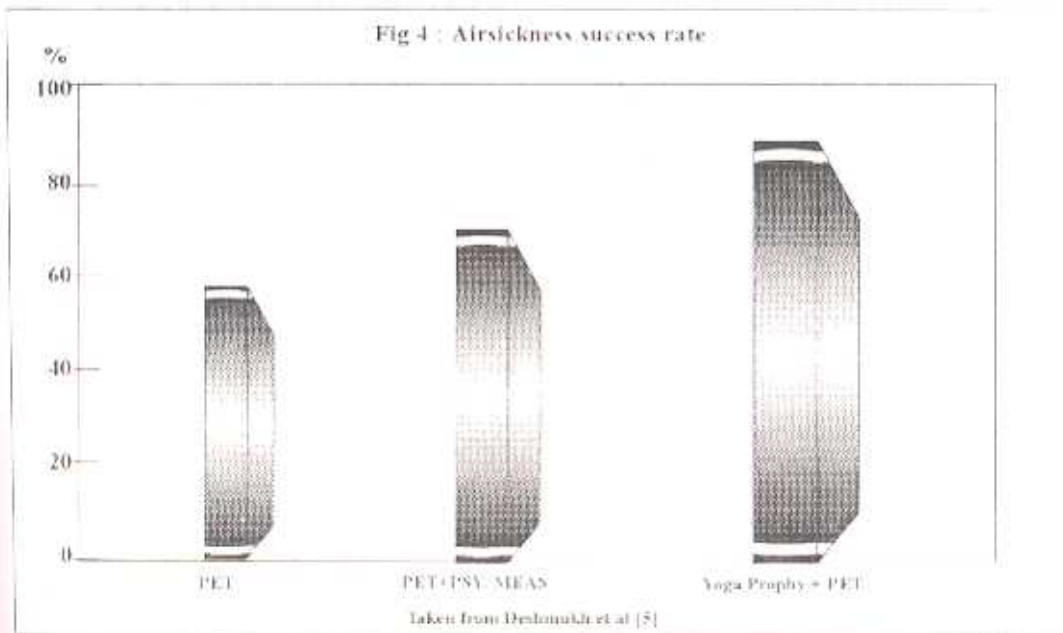 Fig 4 : Airsickness success rate
%
100
80
60
40
20
0
PET
PET+PSY. MEAS
Yoga Prophy + PET
Taken from Deshmukh et al [5]